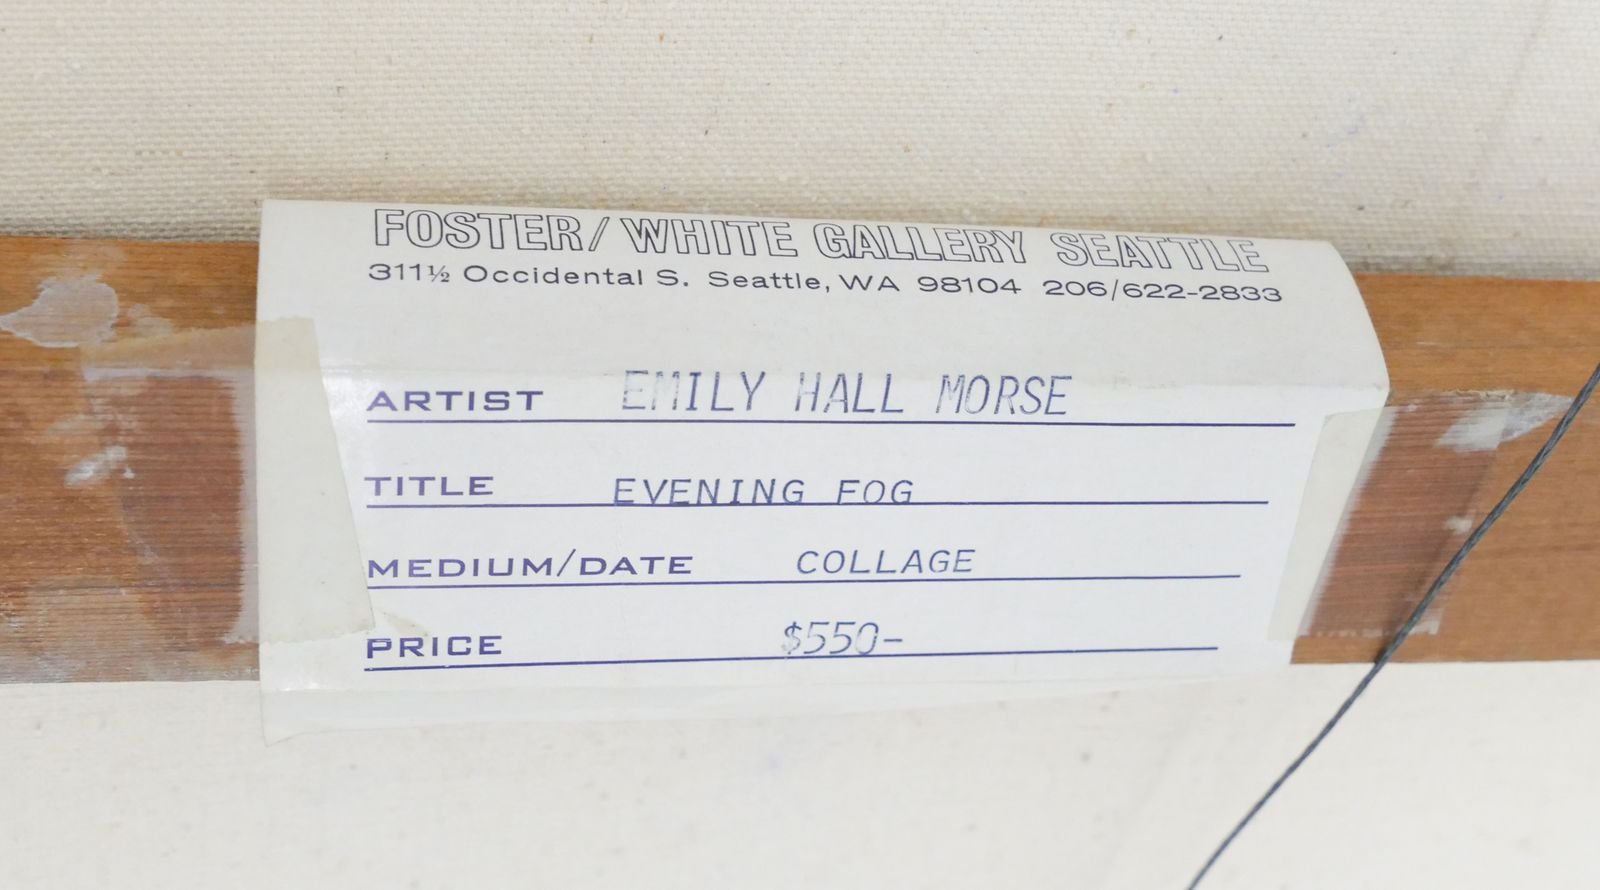 FOSTER/WHITE GALLERY SEATTLE
311½ Occidental S. Seattle, WA 98104 206/622-2833
ARTIST EMILY HALL MORSE
TITLE EVENING FOG
MEDIUM/DATE COLLAGE
PRICE $550-